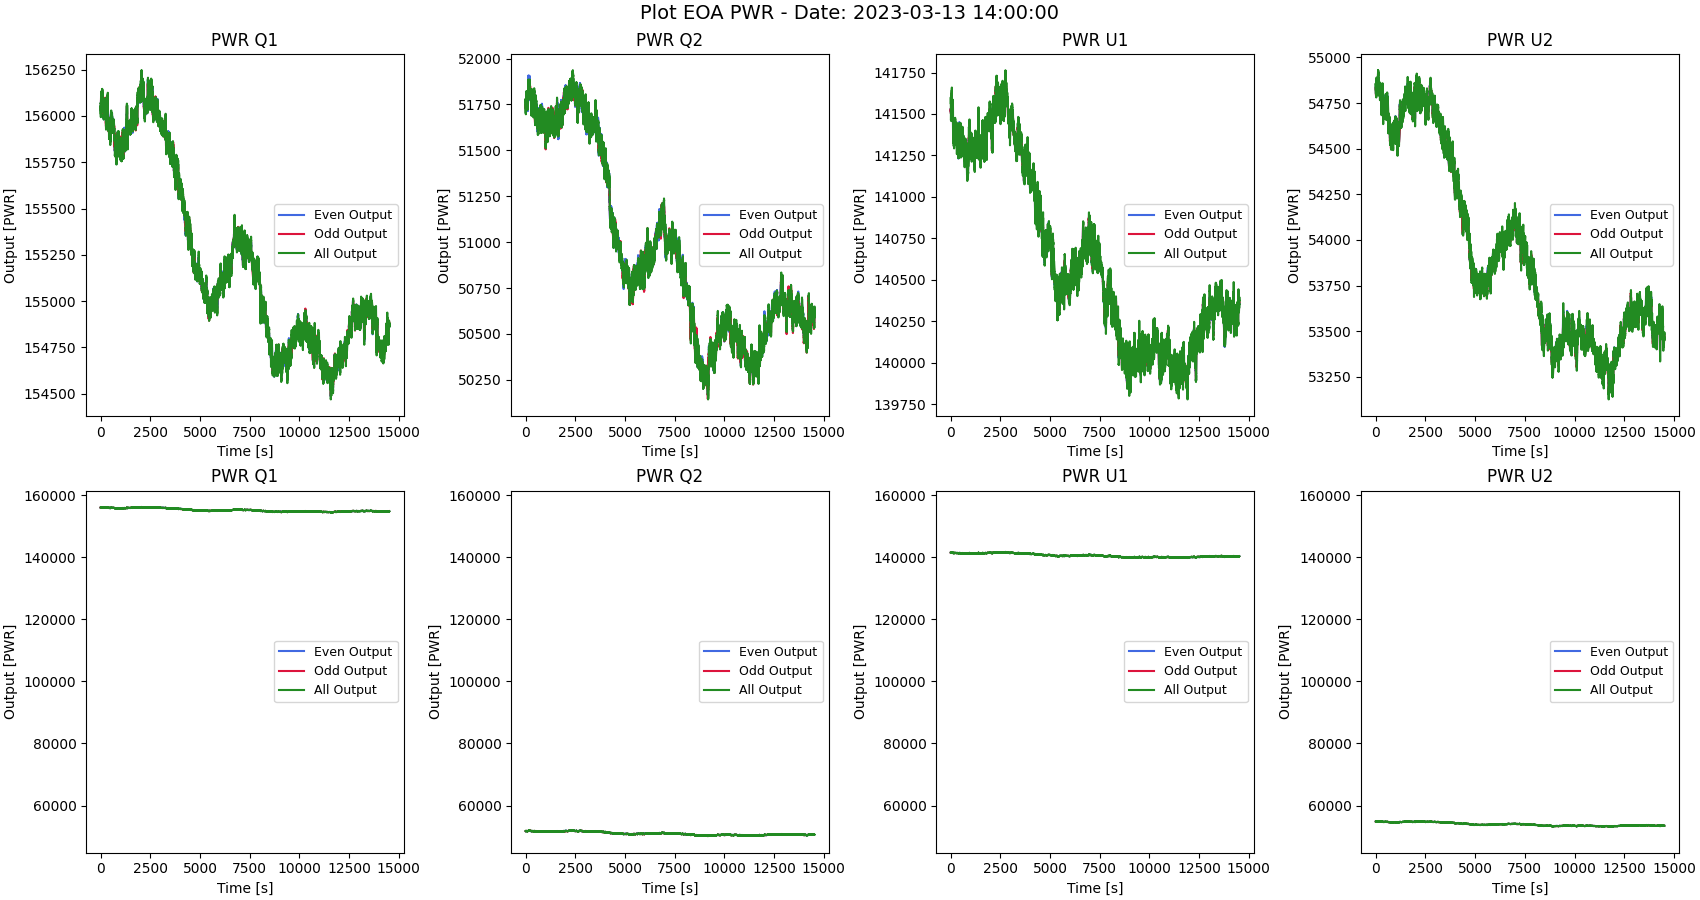 Plot EOA PWR - Date: 2023-03-13 14:00:00
PWR Q1
Output [PWR]
156250
156000
155750
155500
155250
155000
154750
154500
Even Output
Odd Output
All Output
0 2500 5000 7500 10000 12500 15000
Time [s]
PWR Q2
Output [PWR]
52000
51750
51500
51250
51000
50750
50500
50250
Even Output
Odd Output
All Output
0 2500 5000 7500 10000 12500 15000
Time [s]
PWR U1
Output [PWR]
141750
141500
141250
141000
140750
140500
140250
140000
139750
Even Output
Odd Output
All Output
0 2500 5000 7500 10000 12500 15000
Time [s]
PWR U2
Output [PWR]
55000
54750
54500
54250
54000
53750
53500
53250
Even Output
Odd Output
All Output
0 2500 5000 7500 10000 12500 15000
Time [s]
PWR Q1
Output [PWR]
160000
140000
120000
100000
80000
60000
Even Output
Odd Output
All Output
0 2500 5000 7500 10000 12500 15000
Time [s]
PWR Q2
Output [PWR]
160000
140000
120000
100000
80000
60000
Even Output
Odd Output
All Output
0 2500 5000 7500 10000 12500 15000
Time [s]
PWR U1
Output [PWR]
160000
140000
120000
100000
80000
60000
Even Output
Odd Output
All Output
0 2500 5000 7500 10000 12500 15000
Time [s]
PWR U2
Output [PWR]
160000
140000
120000
100000
80000
60000
Even Output
Odd Output
All Output
0 2500 5000 7500 10000 12500 15000
Time [s]